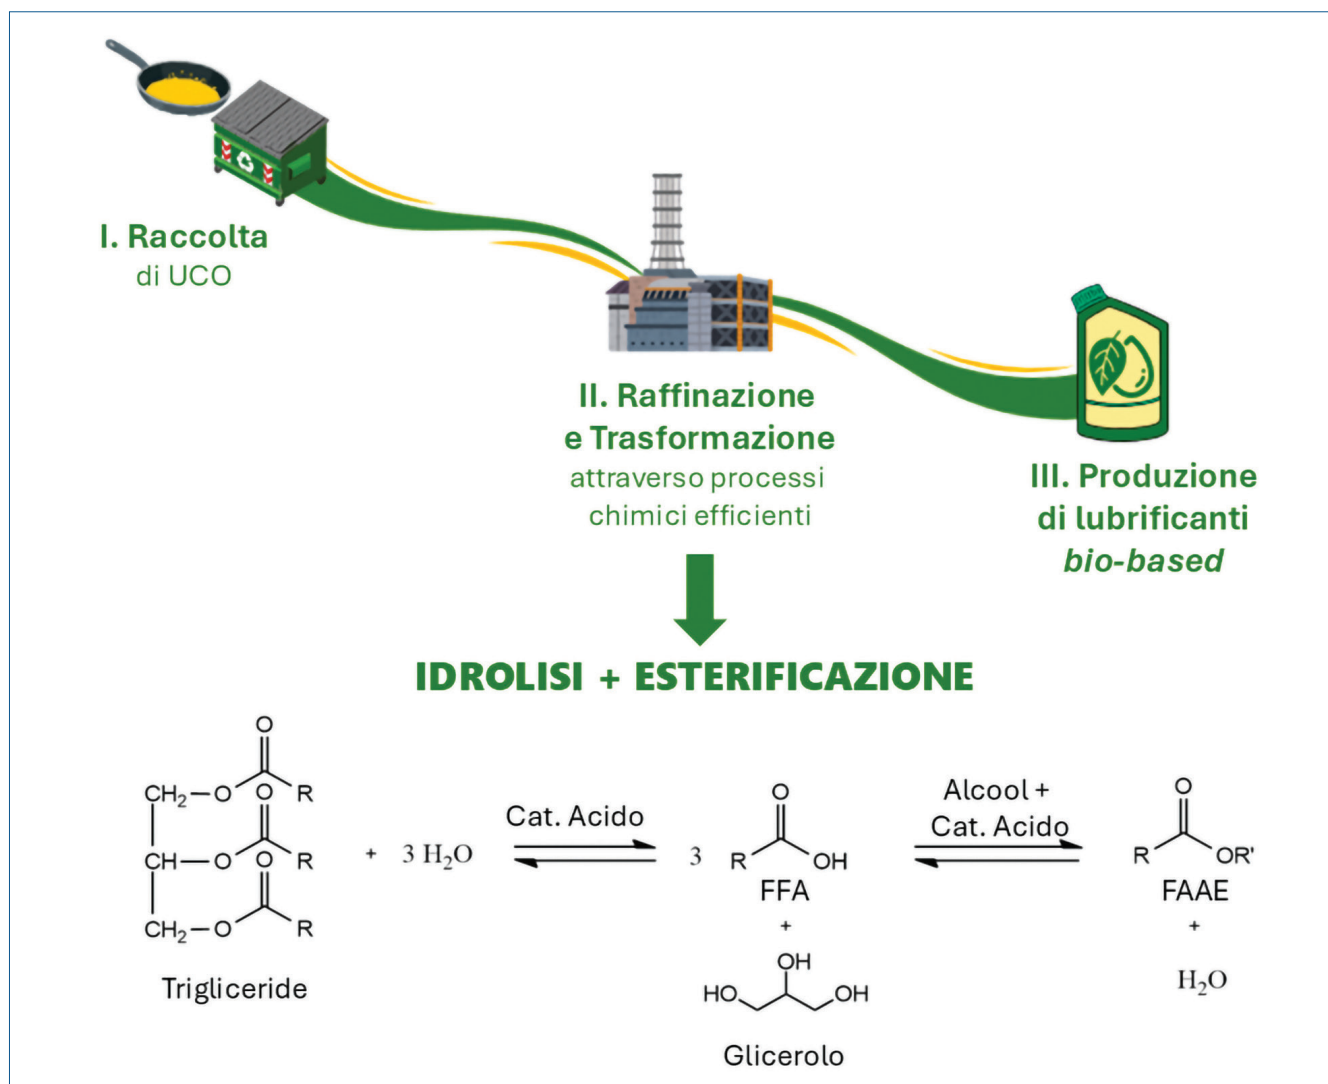 I. Raccolta
di UCO
II. Raffinazione
e Trasformazione
attraverso processi
chimici efficienti
III. Produzione
di lubrificanti
bio-based
IDROLISI + ESTERIFICAZIONE
O
CH₂—O R
O
CH—O R
O
CH₂—O R
Trigliceride
+ 3 H₂O
Cat. Acido
3
O
R OH
FFA
+
OH
HO OH
Glicerolo
Alcool +
Cat. Acido
O
R OR'
FAAE
+
H₂O